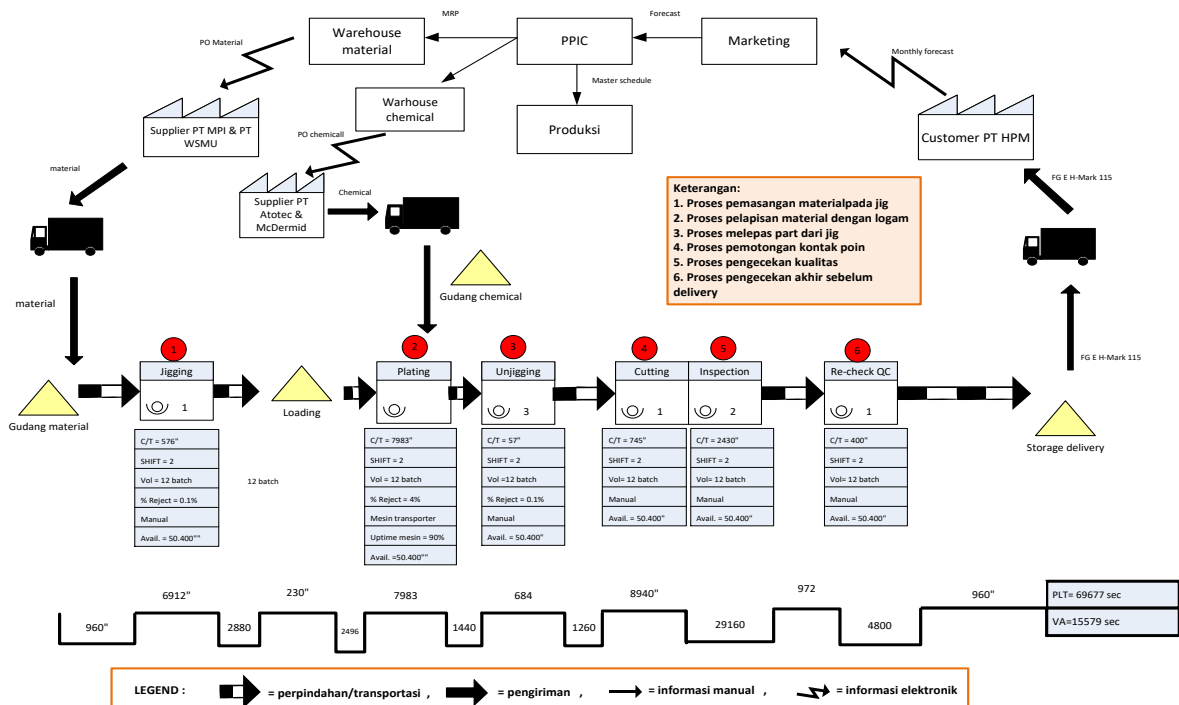 MRP
Forecast
PO Material
Warehouse
material
PPIC
Marketing
Monthly forecast
Master schedule
Warhouse
chemical
Produksi
Supplier PT MPI & PT
WSMU
PO chemicall
Customer PT HPM
material
Supplier PT
Atotec &
McDermid
Chemical
FG E H-Mark 115
Keterangan:
1. Proses pemasangan materialpada jig
2. Proses pelapisan material dengan logam
3. Proses melepas part dari jig
4. Proses pemotongan kontak poin
5. Proses pengecekan kualitas
6. Proses pengecekan akhir sebelum
delivery
material
Gudang chemical
FG E H-Mark 115
1
2
3
4
5
6
Jigging
Plating
Unjigging
Cutting
Inspection
Re-check QC
1
3
1
2
1
Gudang material
Loading
Storage delivery
C/T = 576"
SHIFT = 2
Vol = 12 batch
% Reject = 0.1%
Manual
Avail. = 50.400""
12 batch
C/T = 7983"
SHIFT = 2
Vol = 12 batch
% Reject = 4%
Mesin transporter
Uptime mesin = 90%
Avail. =50.400""
C/T = 57"
SHIFT = 2
Vol =12 batch
% Reject = 0.1%
Manual
Avail. = 50.400"
C/T = 745"
SHIFT = 2
Vol= 12 batch
Manual
Avail. = 50.400"
C/T = 2430"
SHIFT = 2
Vol= 12 batch
Manual
Avail. = 50.400"
C/T = 400"
SHIFT = 2
Vol= 12 batch
Manual
Avail. = 50.400"
6912"
230"
7983
684
8940"
972
960"
960"
2880
2496
1440
1260
29160
4800
PLT= 69677 sec
VA=15579 sec
LEGEND :
= perpindahan/transportasi ,
= pengiriman ,
= informasi manual ,
= informasi elektronik